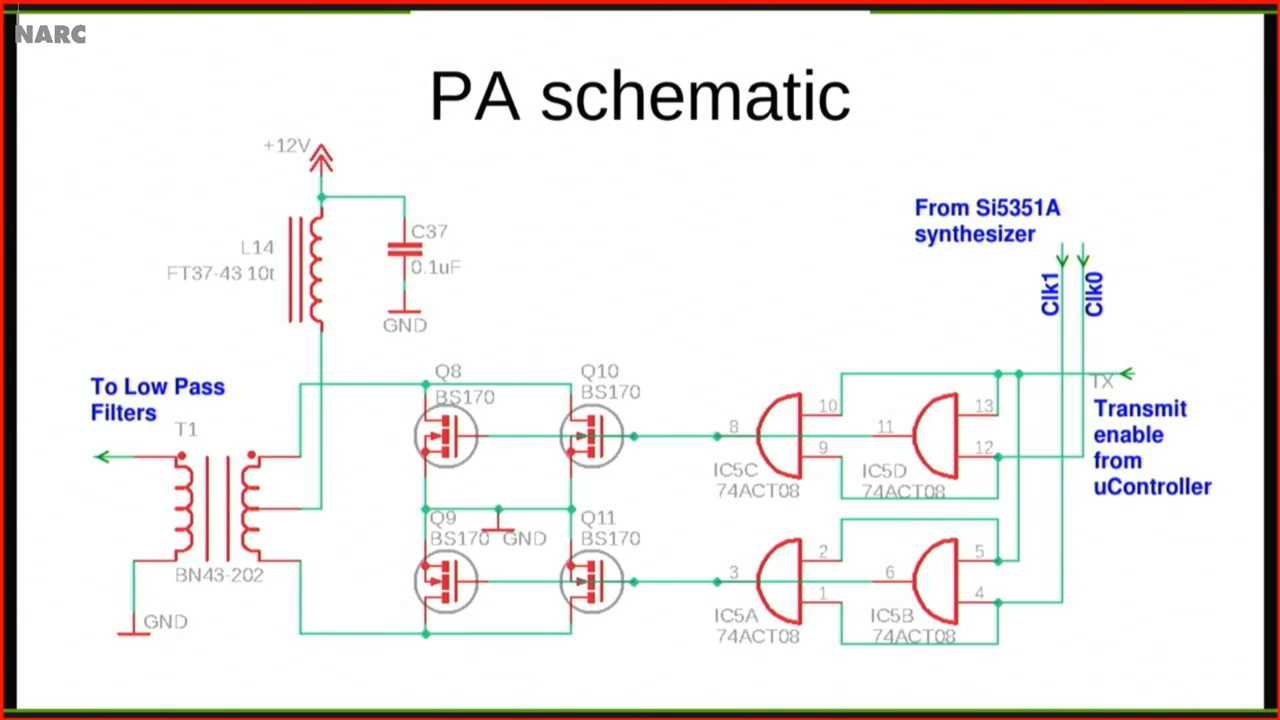 NARC
PA schematic
+12V
C37
0.1uF
GND
L14
FT37-43 10t
From Si5351A
synthesizer
Clk1
Clk0
TX
Transmit
enable
from
uController
To Low Pass
Filters
T1
BN43-202
GND
Q8
BS170
Q10
BS170
Q9
BS170
GND
Q11
BS170
8
10
9
IC5C
74ACT08
11
13
12
IC5D
74ACT08
3
2
1
IC5A
74ACT08
6
5
4
IC5B
74ACT08